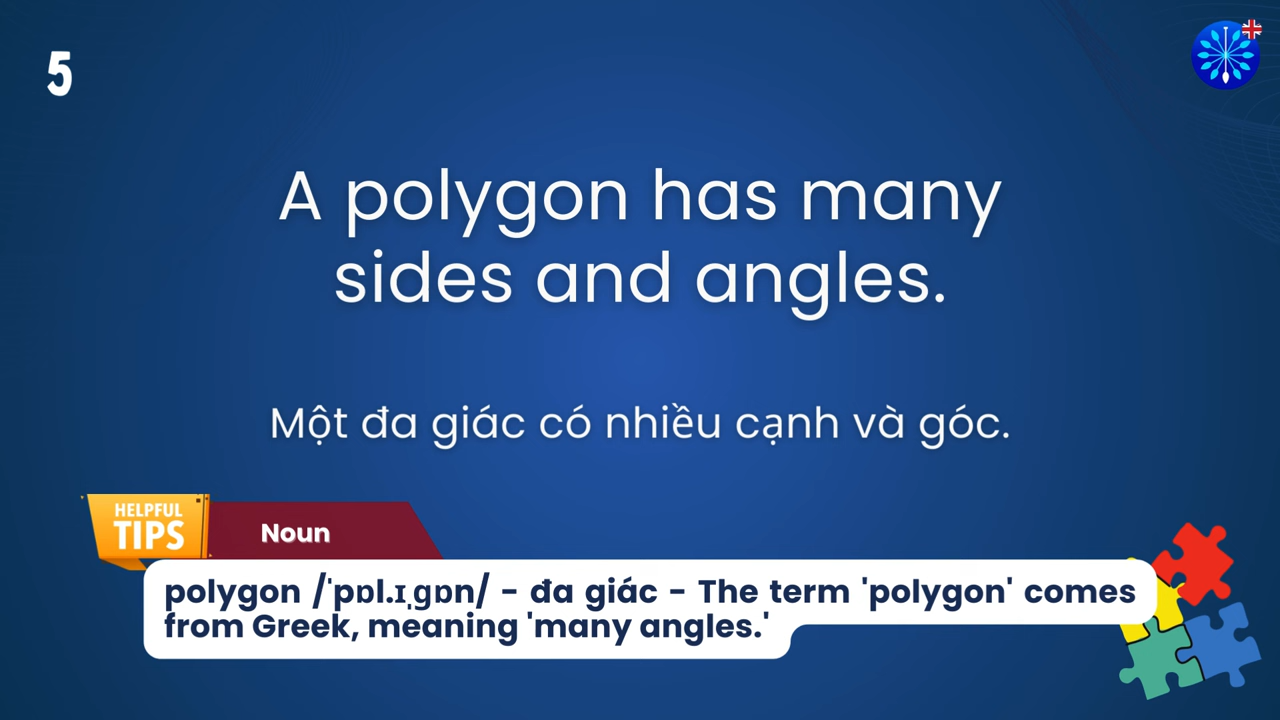 5
A polygon has many
sides and angles.
Một đa giác có nhiều cạnh và góc.
HELPFUL
TIPS
Noun
polygon /ˈpɒl.ɪˌɡɒn/ - đa giác - The term 'polygon' comes
from Greek, meaning 'many angles.'